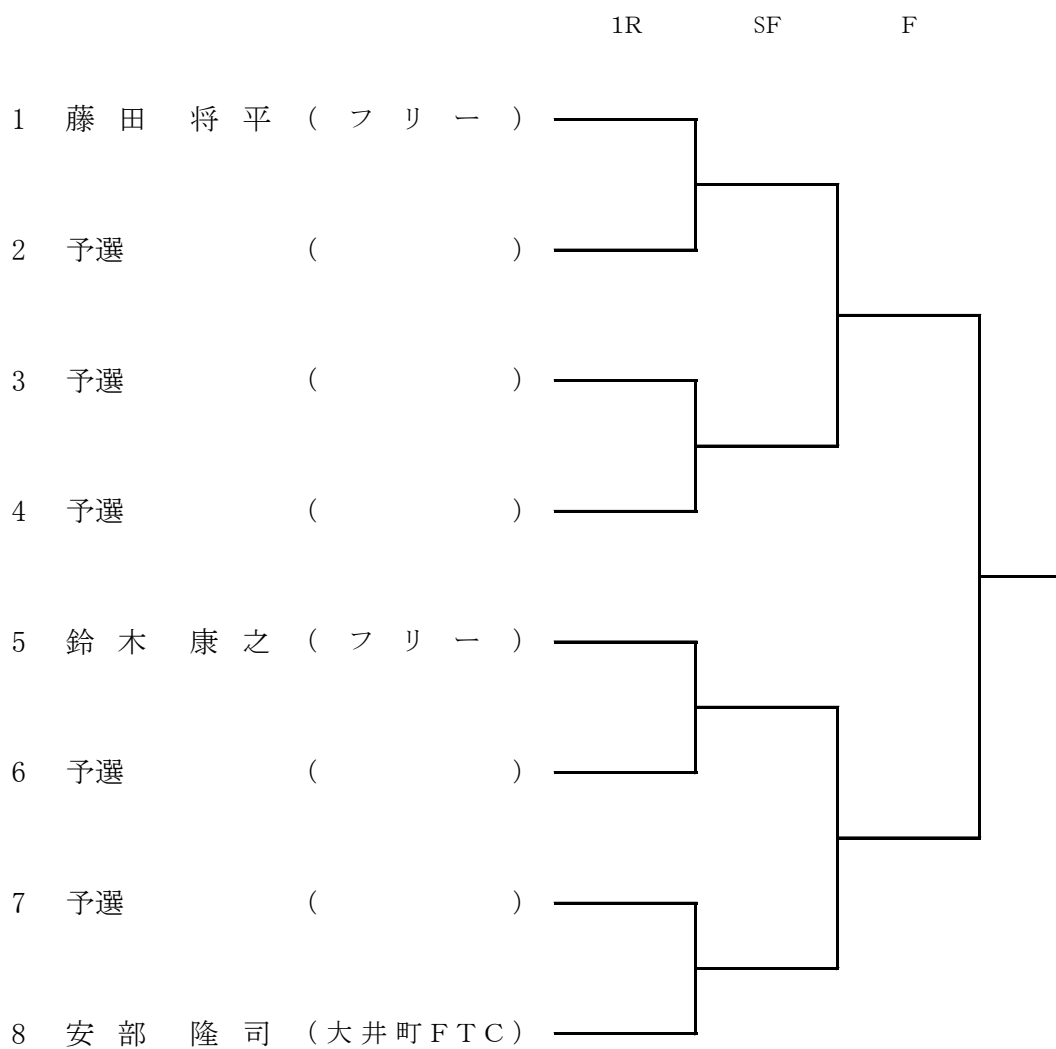 1R SF F
1 藤田 将平 (フリー)
2 予選 ( )
3 予選 ( )
4 予選 ( )
5 鈴木 康之 (フリー)
6 予選 ( )
7 予選 ( )
8 安部 隆司 (大井町FTC)